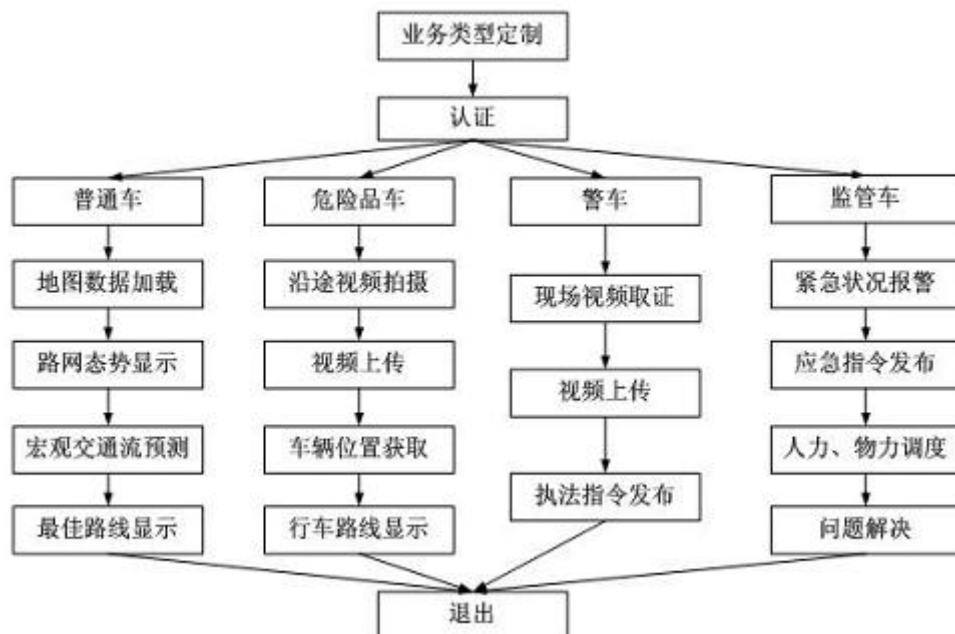 业务类型定制
认证
普通车
危险品车
警车
监管车
地图数据加载
沿途视频拍摄
现场视频取证
紧急状况报警
路网态势显示
视频上传
视频上传
应急指令发布
宏观交通流预测
车辆位置获取
执法指令发布
人力、物力调度
最佳路线显示
行车路线显示
问题解决
退出